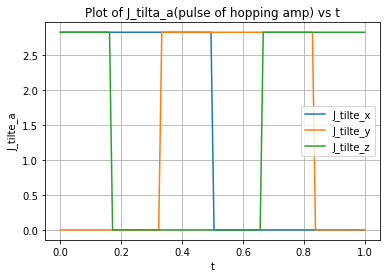 Plot of J_tilta_a(pulse of hopping amp) vs t
J_tilte_a
2.5
2.0
1.5
1.0
0.5
0.0
J_tilte_x
J_tilte_y
J_tilte_z
0.0 0.2 0.4 0.6 0.8 1.0
t